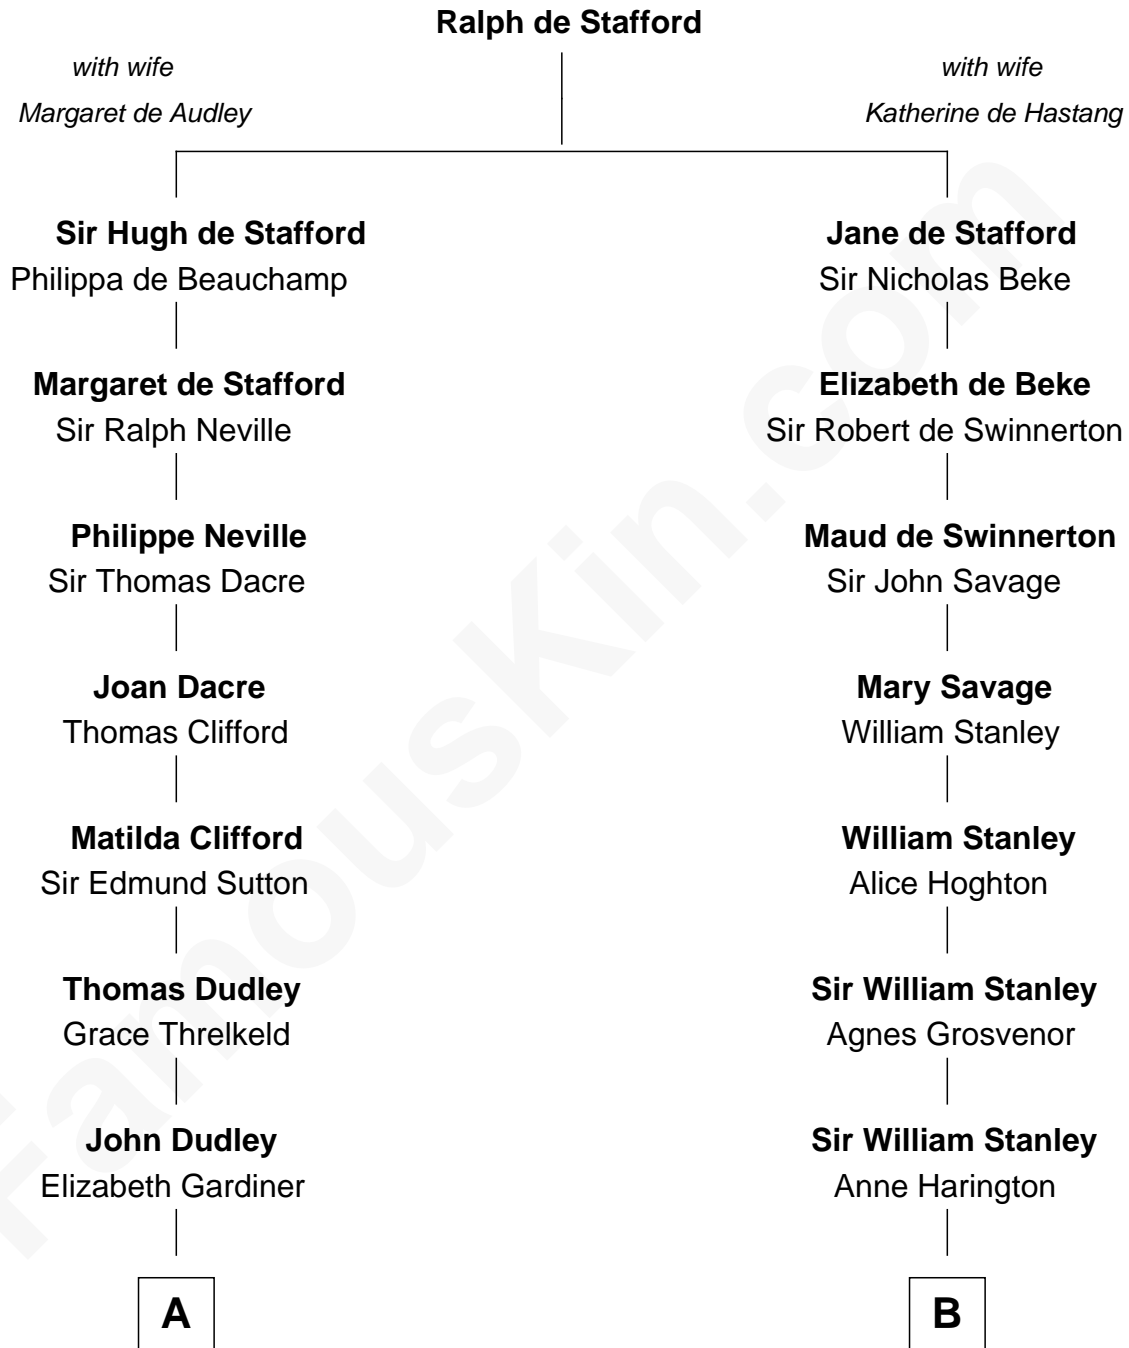 Ralph de Stafford
with wife
Margaret de Audley
with wife
Katherine de Hastang
Sir Hugh de Stafford
Philippa de Beauchamp
Jane de Stafford
Sir Nicholas Beke
Margaret de Stafford
Sir Ralph Neville
Elizabeth de Beke
Sir Robert de Swinnerton
Philippe Neville
Sir Thomas Dacre
Maud de Swinnerton
Sir John Savage
Joan Dacre
Thomas Clifford
Mary Savage
William Stanley
Matilda Clifford
Sir Edmund Sutton
William Stanley
Alice Hoghton
Thomas Dudley
Grace Threlkeld
Sir William Stanley
Agnes Grosvenor
John Dudley
Elizabeth Gardiner
Sir William Stanley
Anne Harington
A
B
FamousKin.com